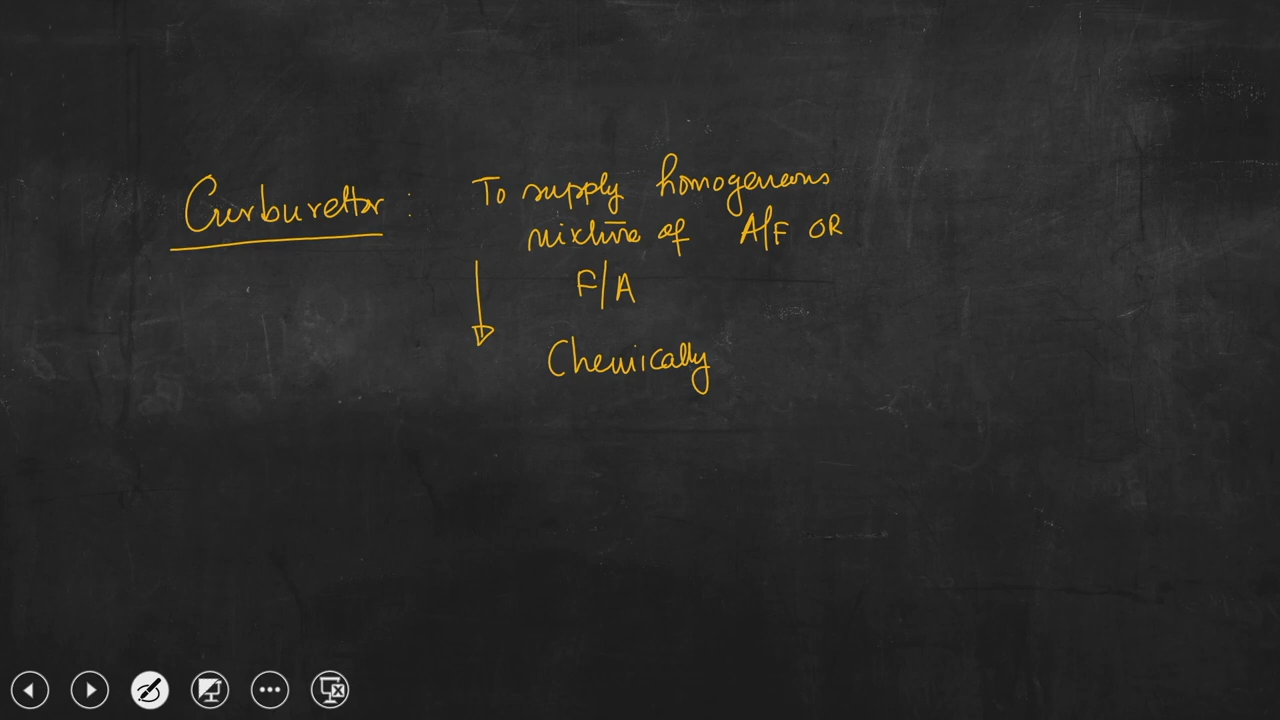 Carburettor : To supply homogeneous
mixture of A/F OR
F/A
Chemically